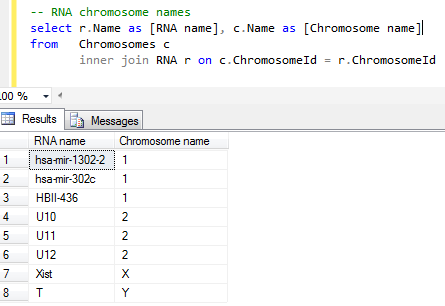 -- RNA chromosome names
select r.Name as [RNA name], c.Name as [Chromosome name]
from Chromosomes c
inner join RNA r on c.ChromosomeId = r.ChromosomeId
.00 %
Results Messages
RNA name Chromosome name
1 hsa-mir-1302-2 1
2 hsa-mir-302c 1
3 HBII-436 1
4 U10 2
5 U11 2
6 U12 2
7 Xist X
8 T Y